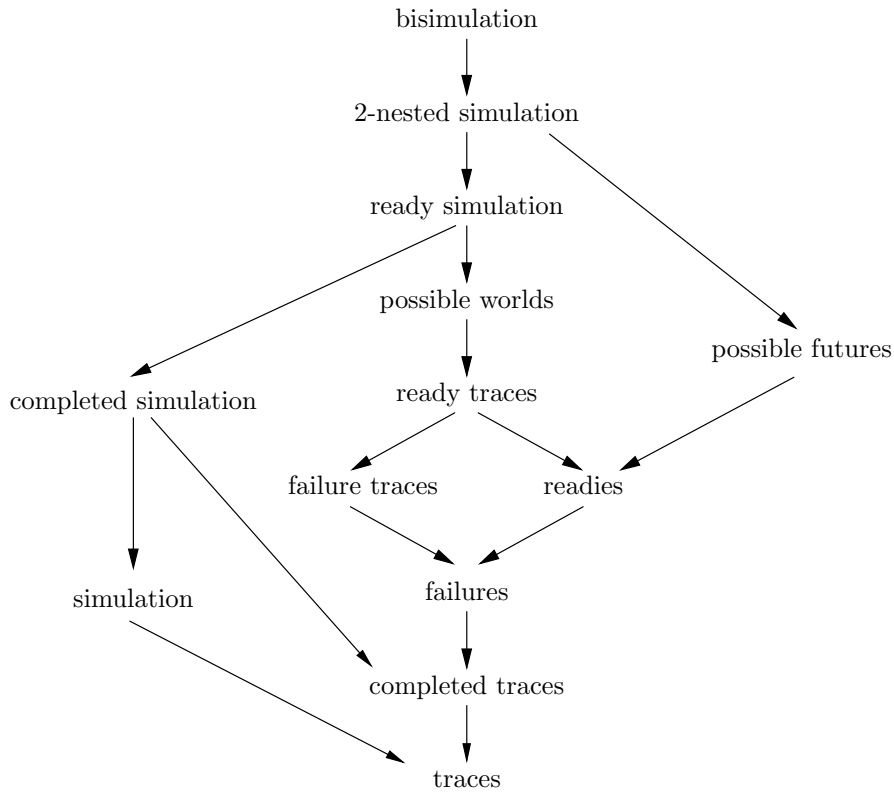 bisimulation
2-nested simulation
ready simulation
possible worlds
possible futures
ready traces
completed simulation
failure traces
readies
failures
simulation
completed traces
traces